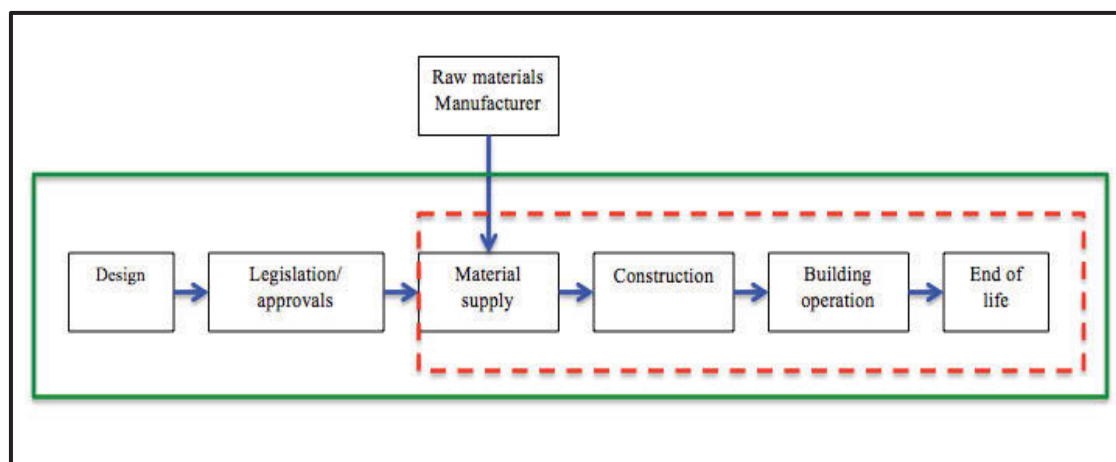 Raw materials
Manufacturer
Design
Legislation/
approvals
Material
supply
Construction
Building
operation
End of
life